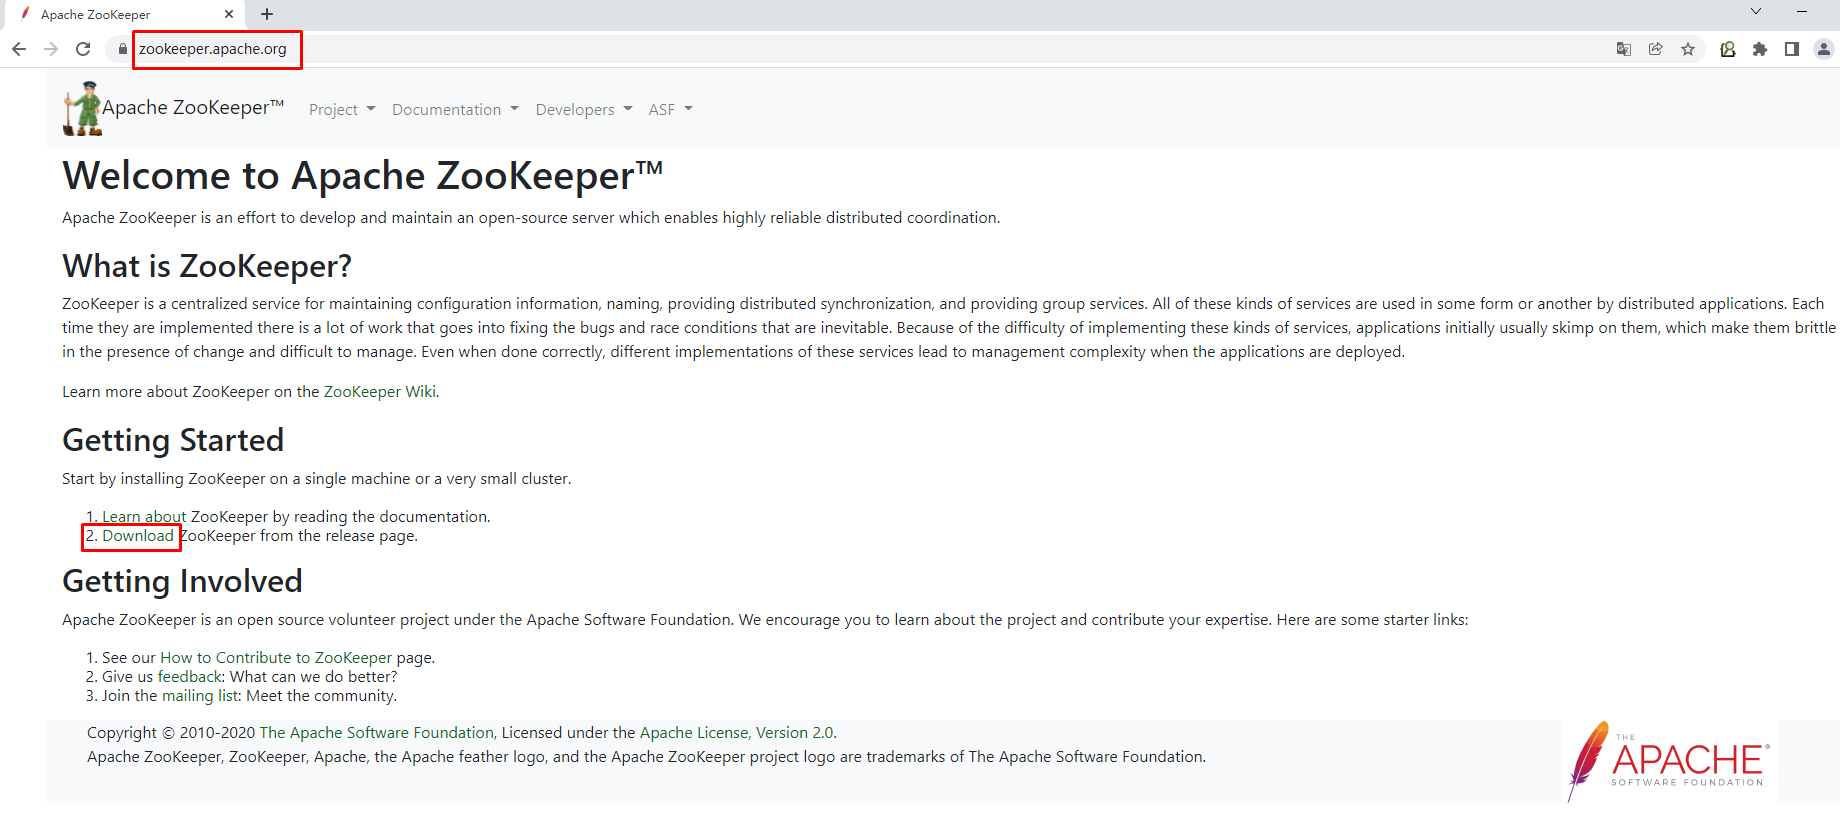 Apache ZooKeeper
zookeeper.apache.org
Apache ZooKeeper™ Project Documentation Developers ASF
Welcome to Apache ZooKeeper™
Apache ZooKeeper is an effort to develop and maintain an open-source server which enables highly reliable distributed coordination.
What is ZooKeeper?
ZooKeeper is a centralized service for maintaining configuration information, naming, providing distributed synchronization, and providing group services. All of these kinds of services are used in some form or another by distributed applications. Each
time they are implemented there is a lot of work that goes into fixing the bugs and race conditions that are inevitable. Because of the difficulty of implementing these kinds of services, applications initially usually skimp on them, which make them brittle
in the presence of change and difficult to manage. Even when done correctly, different implementations of these services lead to management complexity when the applications are deployed.
Learn more about ZooKeeper on the ZooKeeper Wiki.
Getting Started
Start by installing ZooKeeper on a single machine or a very small cluster.
1. Learn about ZooKeeper by reading the documentation.
2. Download ZooKeeper from the release page.
Getting Involved
Apache ZooKeeper is an open source volunteer project under the Apache Software Foundation. We encourage you to learn about the project and contribute your expertise. Here are some starter links:
1. See our How to Contribute to ZooKeeper page.
2. Give us feedback: What can we do better?
3. Join the mailing list: Meet the community.
Copyright © 2010-2020 The Apache Software Foundation, Licensed under the Apache License, Version 2.0.
Apache ZooKeeper, ZooKeeper, Apache, the Apache feather logo, and the Apache ZooKeeper project logo are trademarks of The Apache Software Foundation.
THE
APACHE®
SOFTWARE FOUNDATION